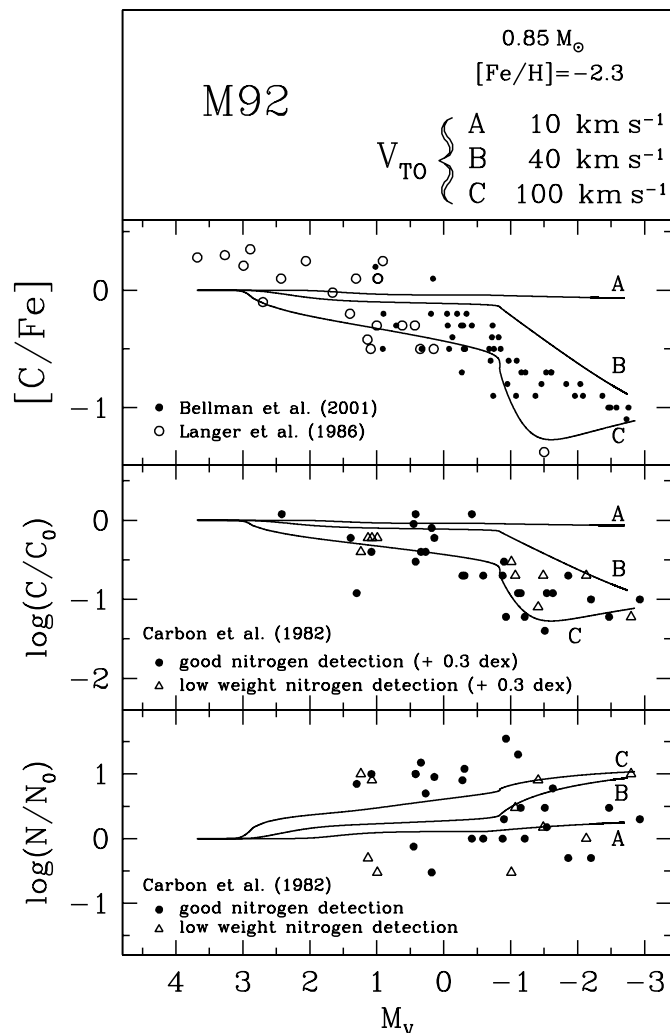 0.85 M⊙
[Fe/H]=−2.3
M92
V_TO
A 10 km s⁻¹
B 40 km s⁻¹
C 100 km s⁻¹
[C/Fe]
0
−1
A
B
C
Bellman et al. (2001)
Langer et al. (1986)
log(C/C₀)
0
−1
−2
A
B
C
Carbon et al. (1982)
good nitrogen detection (+ 0.3 dex)
low weight nitrogen detection (+ 0.3 dex)
log(N/N₀)
1
0
−1
C
B
A
Carbon et al. (1982)
good nitrogen detection
low weight nitrogen detection
4 3 2 1 0 −1 −2 −3
M_v